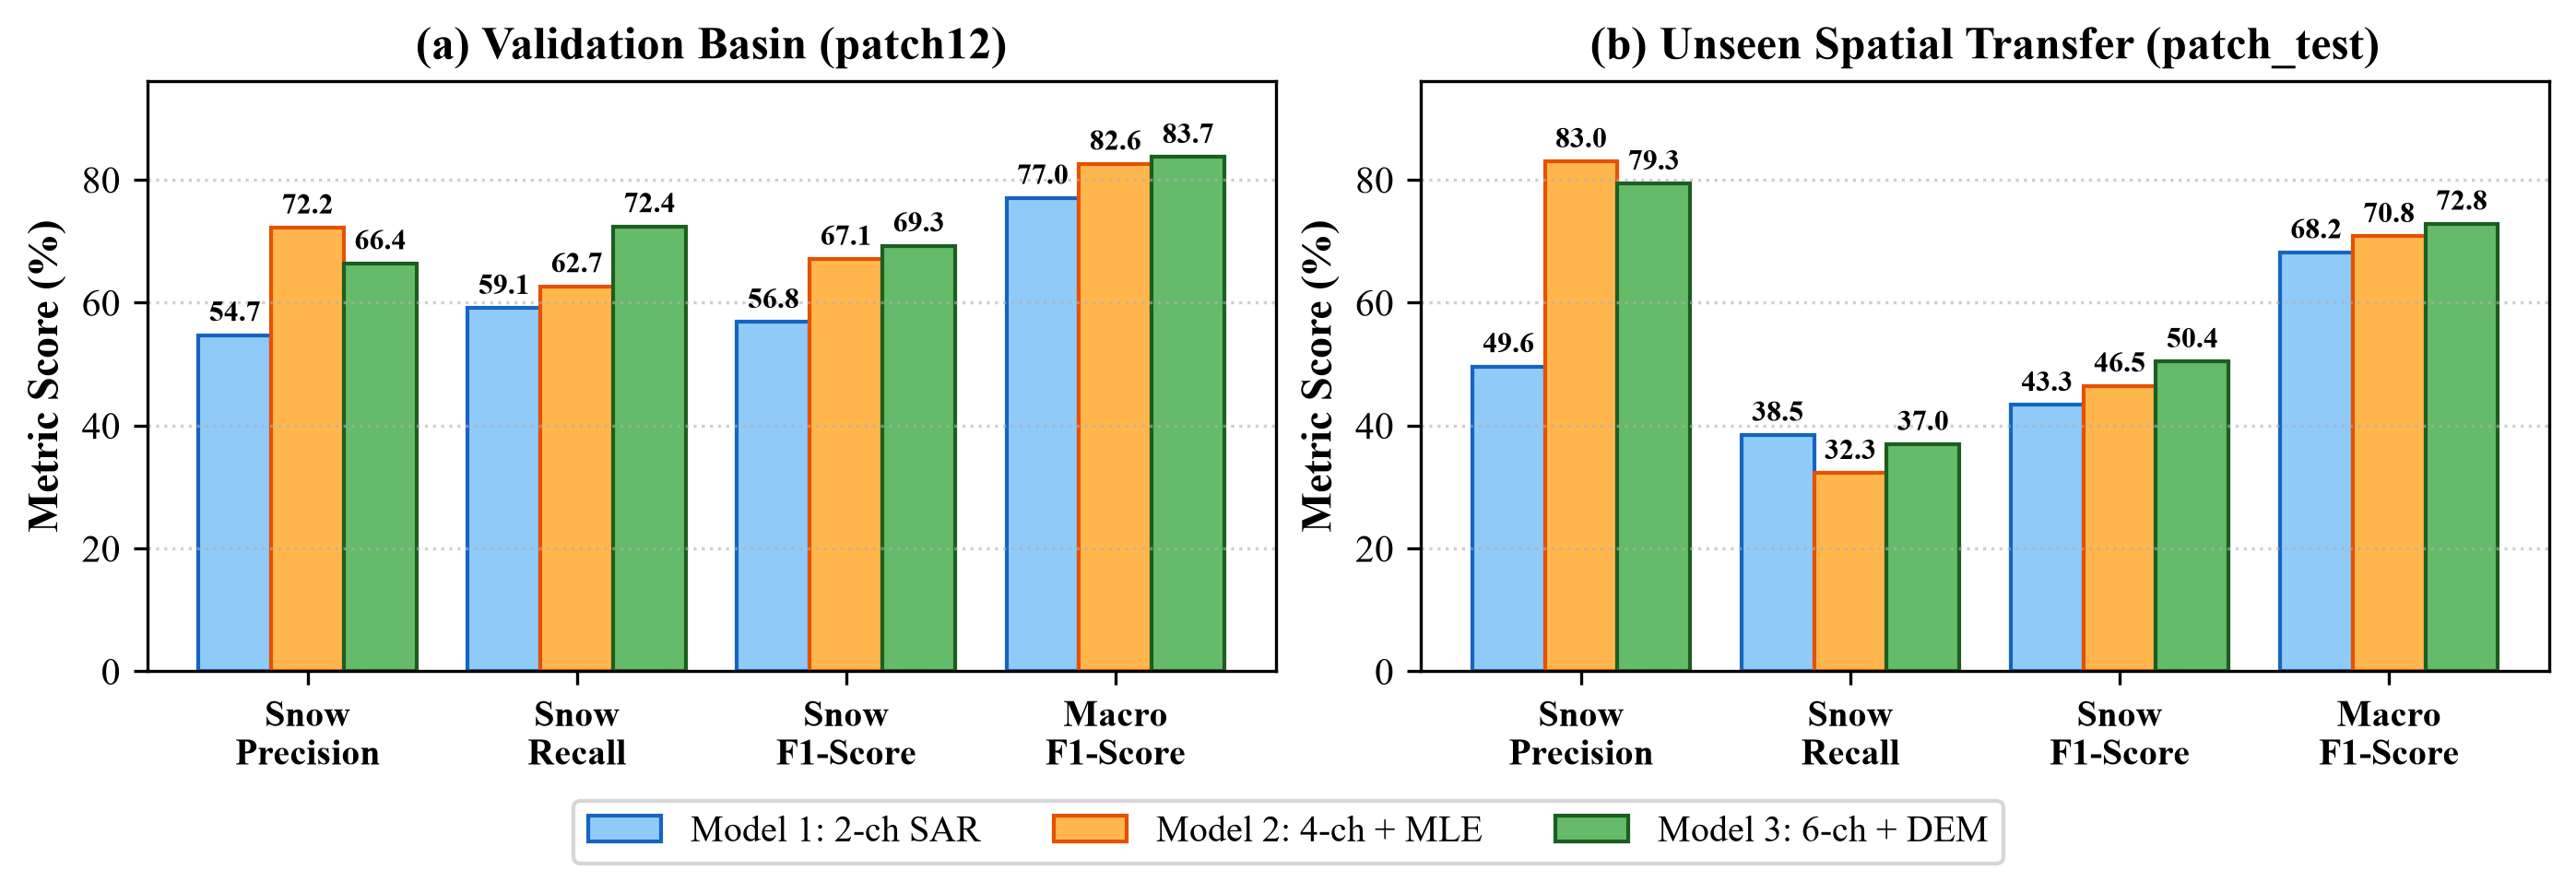 (a) Validation Basin (patch12)
Metric Score (%)
80
60
40
20
0
54.7
72.2
66.4
59.1
62.7
72.4
56.8
67.1
69.3
77.0
82.6
83.7
Snow
Precision
Snow
Recall
Snow
F1-Score
Macro
F1-Score
(b) Unseen Spatial Transfer (patch_test)
Metric Score (%)
80
60
40
20
0
49.6
83.0
79.3
38.5
32.3
37.0
43.3
46.5
50.4
68.2
70.8
72.8
Snow
Precision
Snow
Recall
Snow
F1-Score
Macro
F1-Score
Model 1: 2-ch SAR
Model 2: 4-ch + MLE
Model 3: 6-ch + DEM